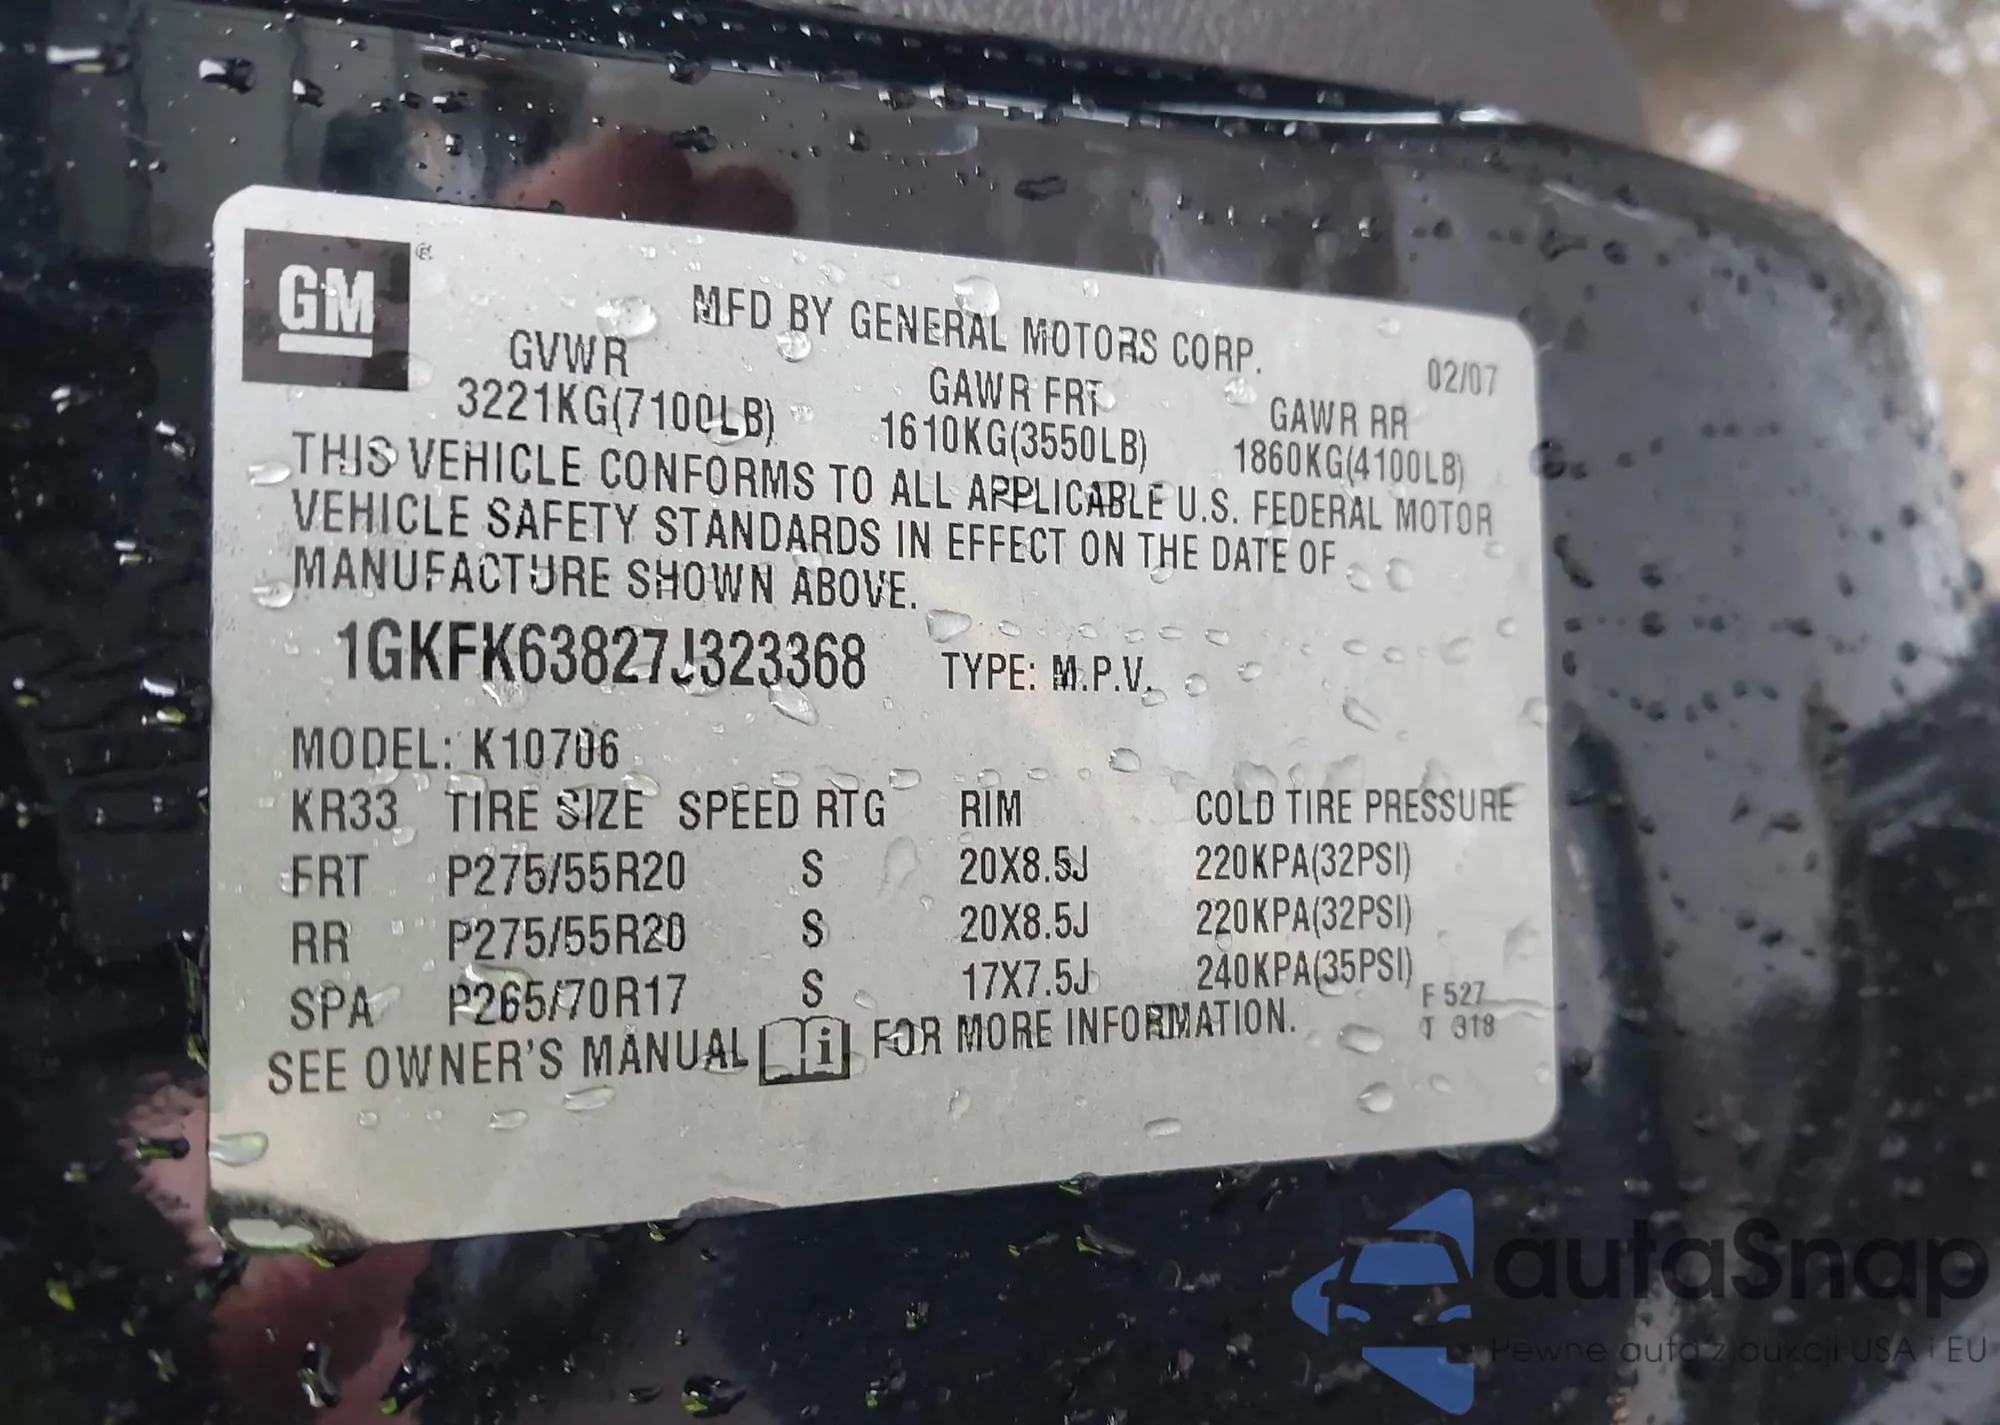 GM
MFD BY GENERAL MOTORS CORP.
02/07
GVWR GAWR FRT GAWR RR
3221KG(7100LB) 1610KG(3550LB) 1860KG(4100LB)
THIS VEHICLE CONFORMS TO ALL APPLICABLE U.S. FEDERAL MOTOR
VEHICLE SAFETY STANDARDS IN EFFECT ON THE DATE OF
MANUFACTURE SHOWN ABOVE.
1GKFK63827J323368 TYPE: M.P.V.
MODEL: K10706
KR33 TIRE SIZE SPEED RTG RIM COLD TIRE PRESSURE
FRT P275/55R20 S 20X8.5J 220KPA(32PSI)
RR P275/55R20 S 20X8.5J 220KPA(32PSI)
SPA P265/70R17 S 17X7.5J 240KPA(35PSI)
F 527
T 318
SEE OWNER'S MANUAL i FOR MORE INFORMATION.
autaSnap
Pewne auta z aukcji USA i EU